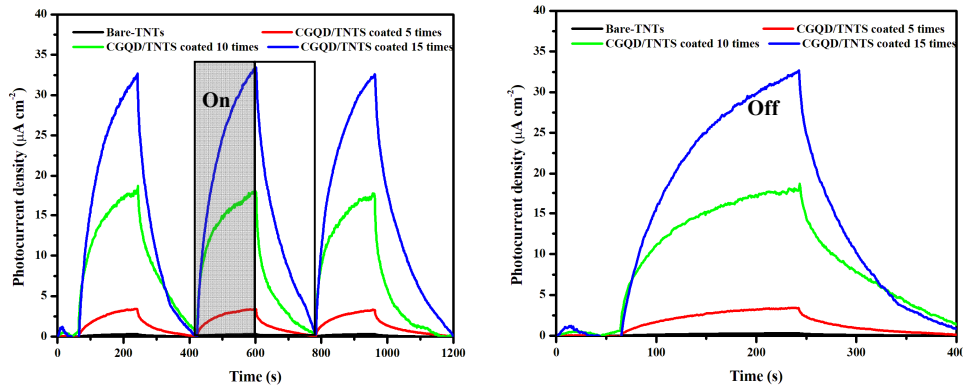 Bare-TNTs
CGQD/TNTS coated 5 times
CGQD/TNTS coated 10 times
CGQD/TNTS coated 15 times
35
30
25
20
15
10
5
0
Photocurrent density (µA cm⁻²)
On
0
200
400
600
800
1000
1200
Time (s)
Bare-TNTs
CGQD/TNTS coated 5 times
CGQD/TNTS coated 10 times
CGQD/TNTS coated 15 times
40
35
30
25
20
15
10
5
0
Photocurrent density (µA cm⁻²)
Off
0
100
200
300
400
Time (s)